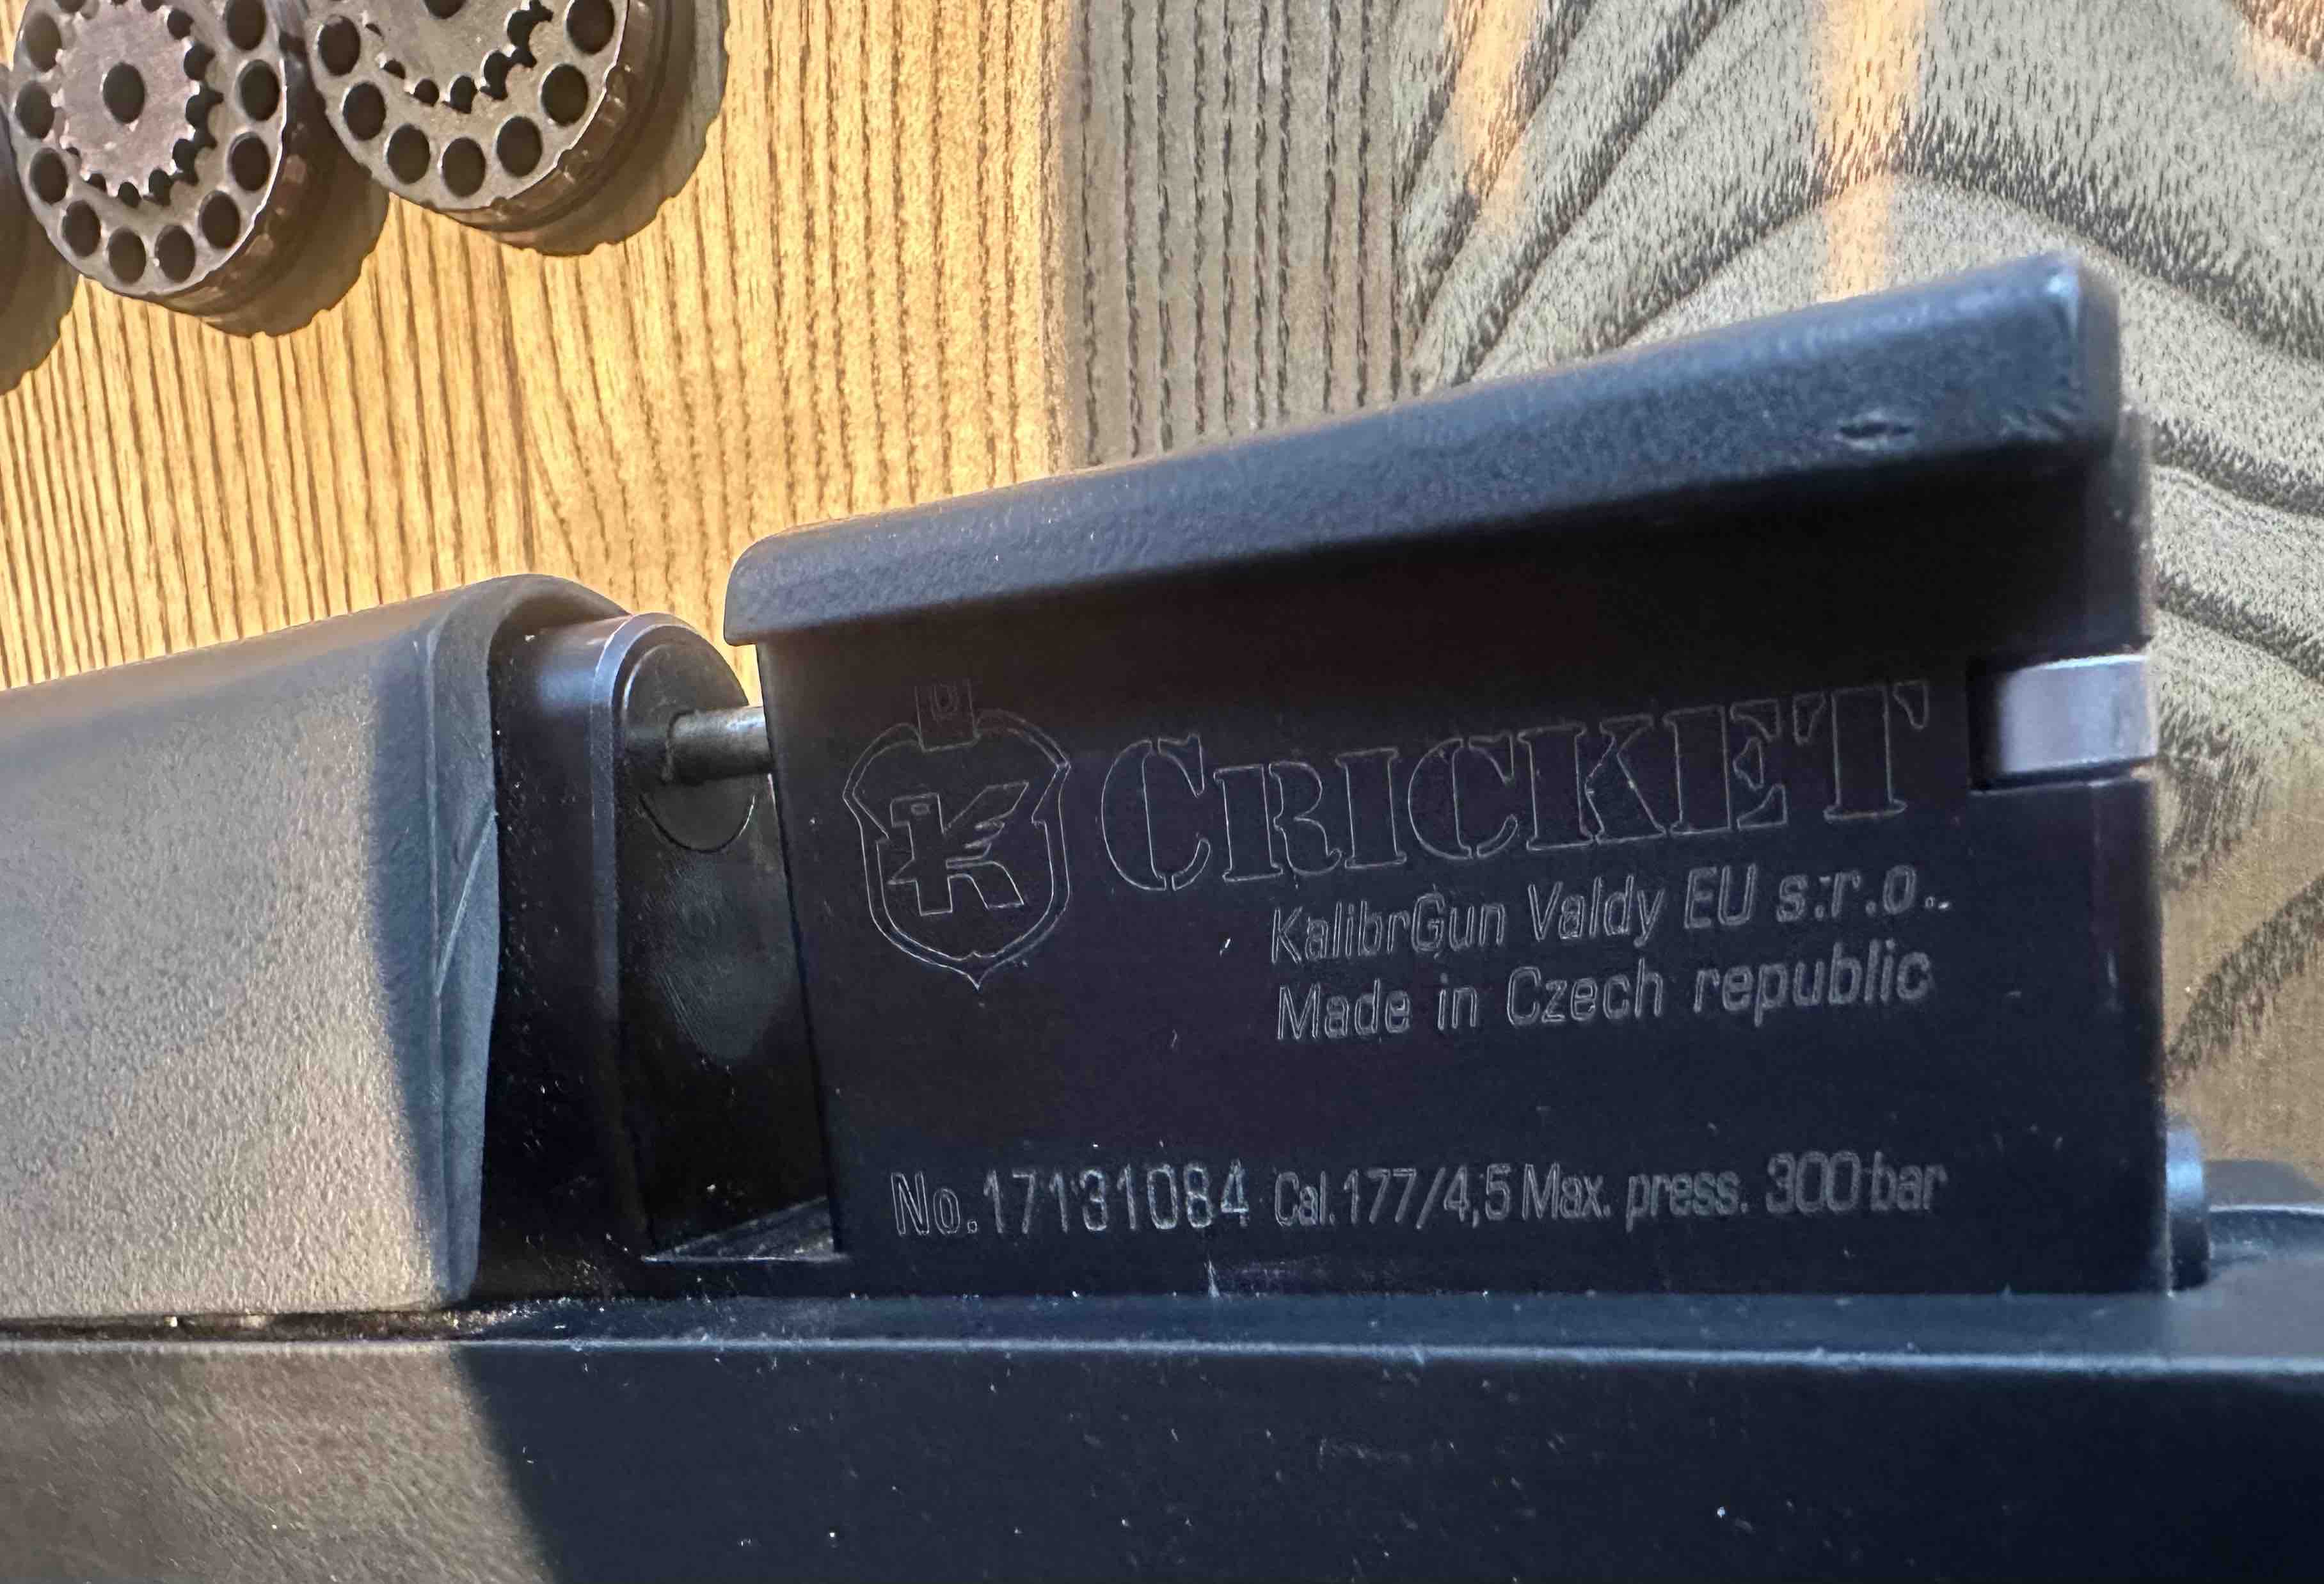 K CRICKET
KalibrGun Valdy EU s.r.o.
Made in Czech republic
No.17131084 Cal.177/4,5 Max. press. 300 bar